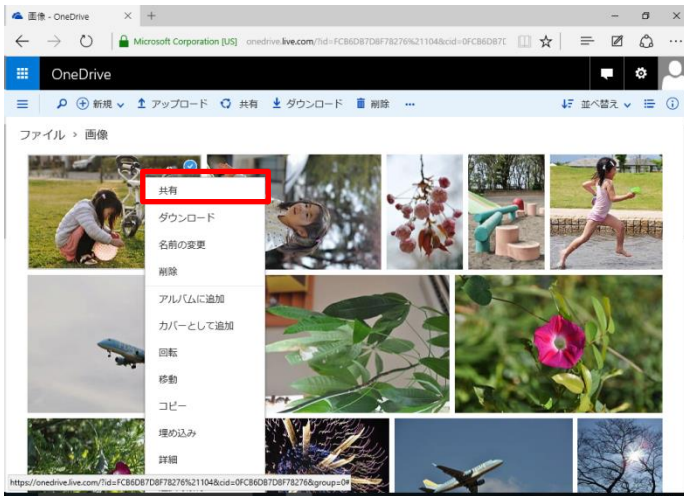 画像 - OneDrive
Microsoft Corporation [US] onedrive.live.com/?id=FCB6DB7D8F78276%21104&cid=0FCB6DB7D
OneDrive
新規 アップロード 共有 ダウンロード 削除 ... 並べ替え
ファイル > 画像
共有
ダウンロード
名前の変更
削除
アルバムに追加
カバーとして追加
回転
移動
コピー
埋め込み
詳細
https://onedrive.live.com/?id=FCB6DB7D8F78276%21104&cid=0FCB6DB7D8F78276&group=0#